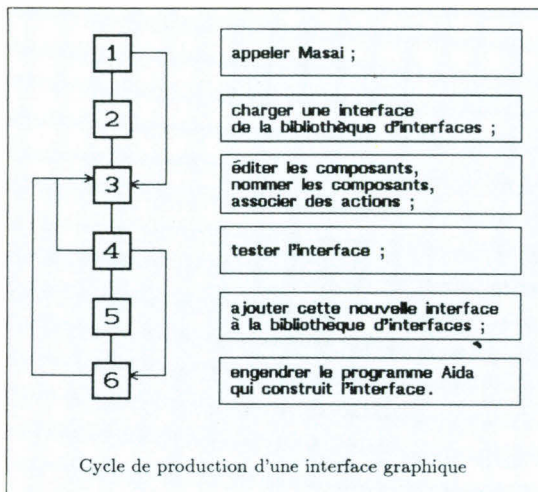 1
appeler Masai ;
2
charger une interface
de la bibliothèque d'interfaces ;
3
éditer les composants,
nommer les composants,
associer des actions ;
4
tester l'interface ;
5
ajouter cette nouvelle interface
à la bibliothèque d'interfaces ;
6
engendrer le programme Aida
qui construit l'interface.
Cycle de production d'une interface graphique